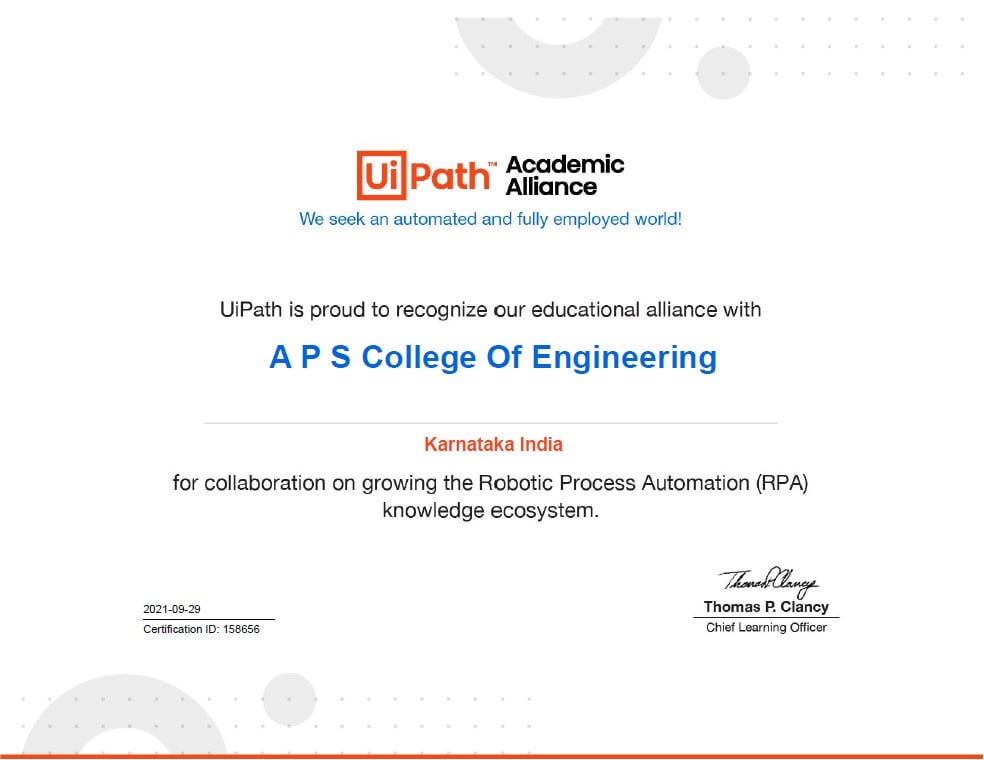 UiPath™ Academic
Alliance
We seek an automated and fully employed world!
UiPath is proud to recognize our educational alliance with
A P S College Of Engineering
Karnataka India
for collaboration on growing the Robotic Process Automation (RPA)
knowledge ecosystem.
2021-09-29
Certification ID: 158656
Thomas P. Clancy
Thomas P. Clancy
Chief Learning Officer